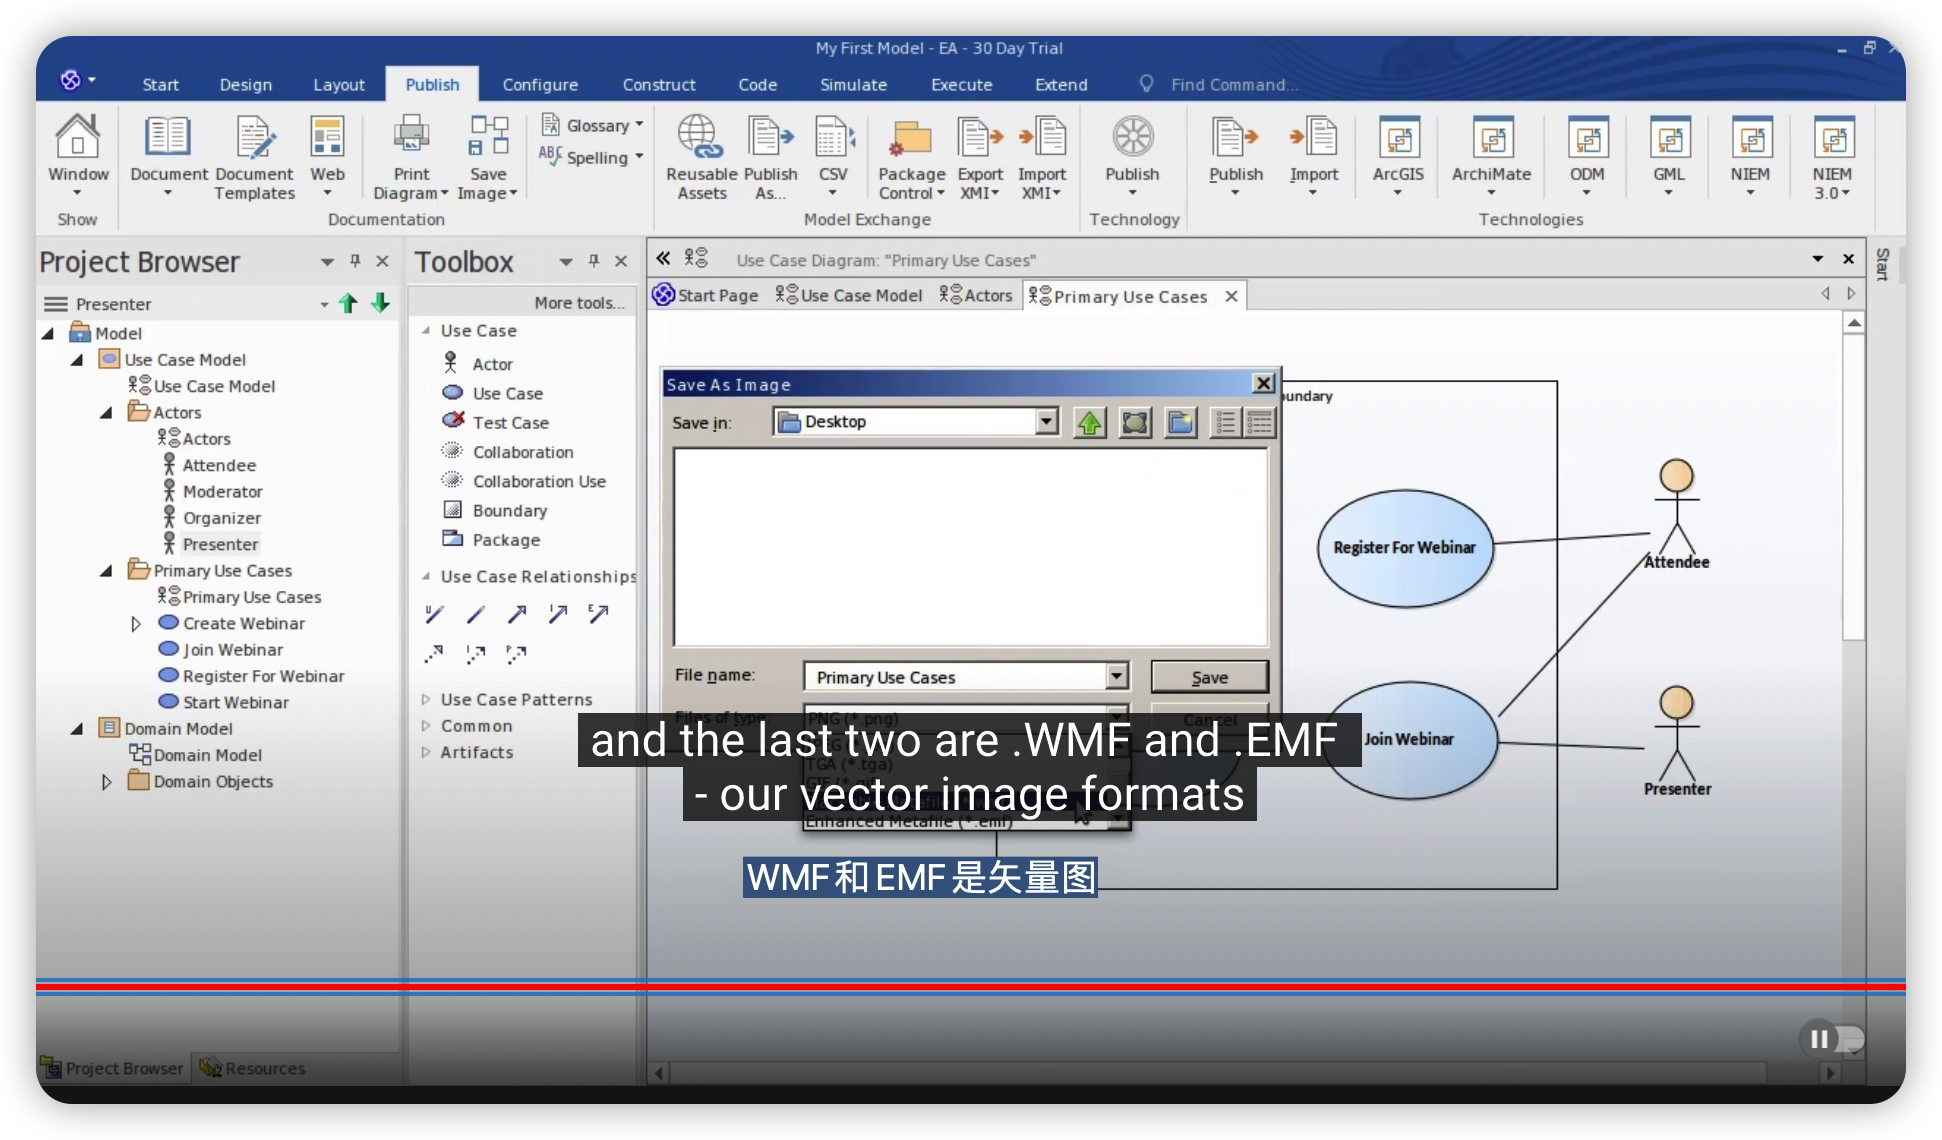 My First Model - EA - 30 Day Trial
Start Design Layout Publish Configure Construct Code Simulate Execute Extend Find Command...
Window
Show
Document
Document Templates
Web
Print Diagram
Save Image
Glossary
ABC Spelling
Documentation
Reusable Assets
Publish As...
CSV
Package Control
Export XMI
Import XMI
Model Exchange
Publish
Technology
Publish
Import
ArcGIS
ArchiMate
ODM
GML
NIEM
NIEM 3.0
Technologies
Project Browser
Presenter
Model
Use Case Model
Use Case Model
Actors
Actors
Attendee
Moderator
Organizer
Presenter
Primary Use Cases
Primary Use Cases
Create Webinar
Join Webinar
Register For Webinar
Start Webinar
Domain Model
Domain Model
Domain Objects
Project Browser Resources
Toolbox
More tools...
Use Case
Actor
Use Case
Test Case
Collaboration
Collaboration Use
Boundary
Package
Use Case Relationships
Use Case Patterns
Common
Artifacts
Use Case Diagram: "Primary Use Cases"
Start Page Use Case Model Actors Primary Use Cases
Start
Save As Image
Save in: Desktop
File name: Primary Use Cases Save
Files of type: PNG (*.png) Cancel
TGA (*.tga)
Enhanced Metafile (*.emf)
undary
Register For Webinar
Attendee
Join Webinar
Presenter
and the last two are .WMF and .EMF
- our vector image formats
WMF和EMF是矢量图